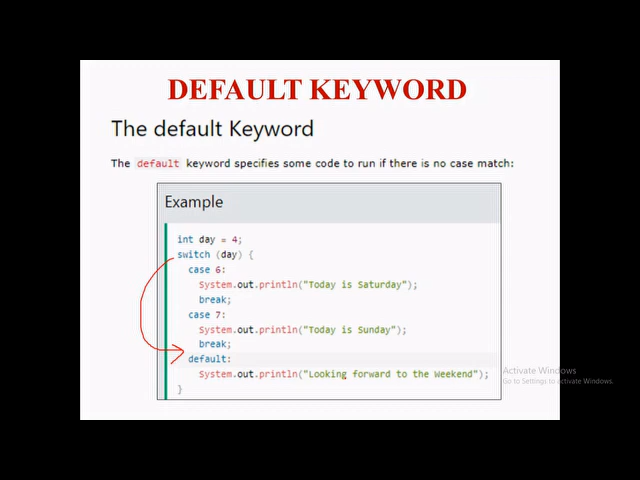 DEFAULT KEYWORD
The default Keyword
The default keyword specifies some code to run if there is no case match:
Example
int day = 4;
switch (day) {
case 6:
System.out.println("Today is Saturday");
break;
case 7:
System.out.println("Today is Sunday");
break;
default:
System.out.println("Looking forward to the Weekend");
}
Activate Windows
Go to Settings to activate Windows.